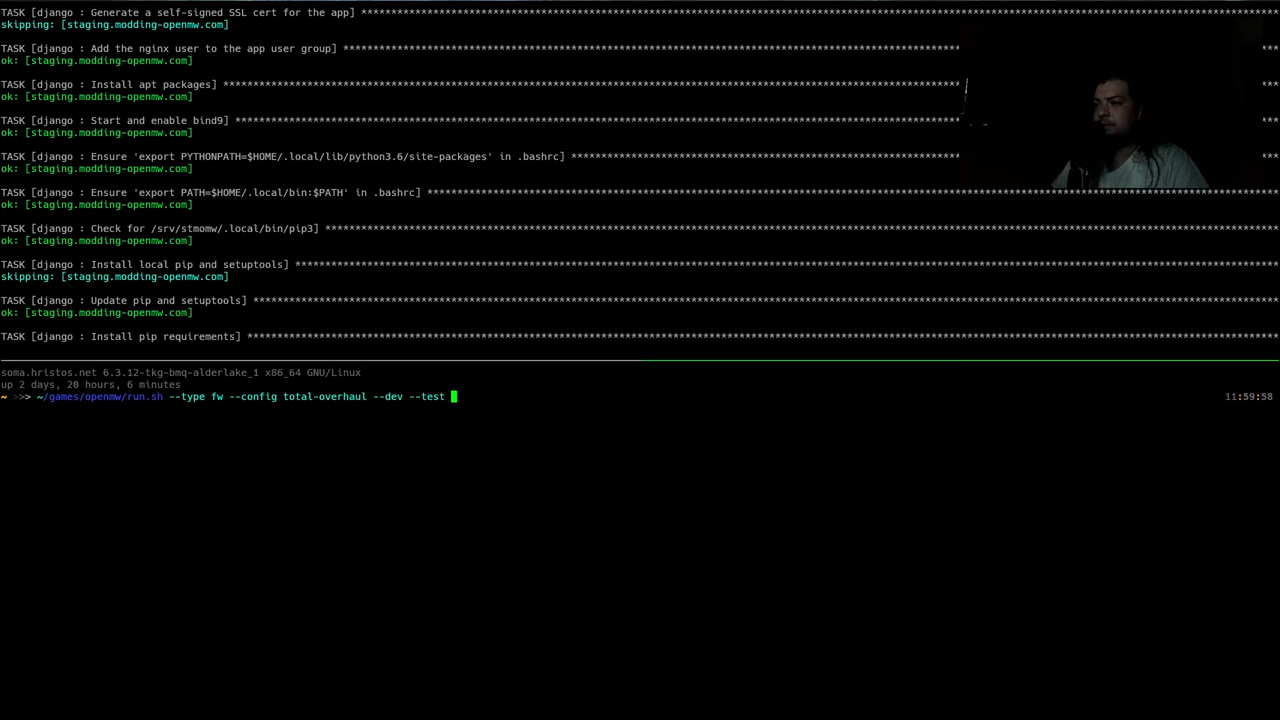 TASK [django : Generate a self-signed SSL cert for the app] ****************************************************************************************************************************************************************
skipping: [staging.modding-openmw.com]
TASK [django : Add the nginx user to the app user group] *******************************************************************************************************
ok: [staging.modding-openmw.com]
TASK [django : Install apt packages] ***************************************************************************************************************************
ok: [staging.modding-openmw.com]
TASK [django : Start and enable bind9] *************************************************************************************************************************
ok: [staging.modding-openmw.com]
TASK [django : Ensure 'export PYTHONPATH=$HOME/.local/lib/python3.6/site-packages' in .bashrc] *****************************************************************
ok: [staging.modding-openmw.com]
TASK [django : Ensure 'export PATH=$HOME/.local/bin:$PATH' in .bashrc] *********************************************************************************************************************************************
ok: [staging.modding-openmw.com]
TASK [django : Check for /srv/stmomw/.local/bin/pip3] **************************************************************************************************************************************************************
ok: [staging.modding-openmw.com]
TASK [django : Install local pip and setuptools] *******************************************************************************************************************************************************************
skipping: [staging.modding-openmw.com]
TASK [django : Update pip and setuptools] **************************************************************************************************************************************************************************
ok: [staging.modding-openmw.com]
TASK [django : Install pip requirements] ***************************************************************************************************************************************************************************
soma.hristos.net 6.3.12-tkg-bmq-alderlake_1 x86_64 GNU/Linux
up 2 days, 20 hours, 6 minutes
~ >>> ~/games/openmw/run.sh --type fw --config total-overhaul --dev --test 11:59:58